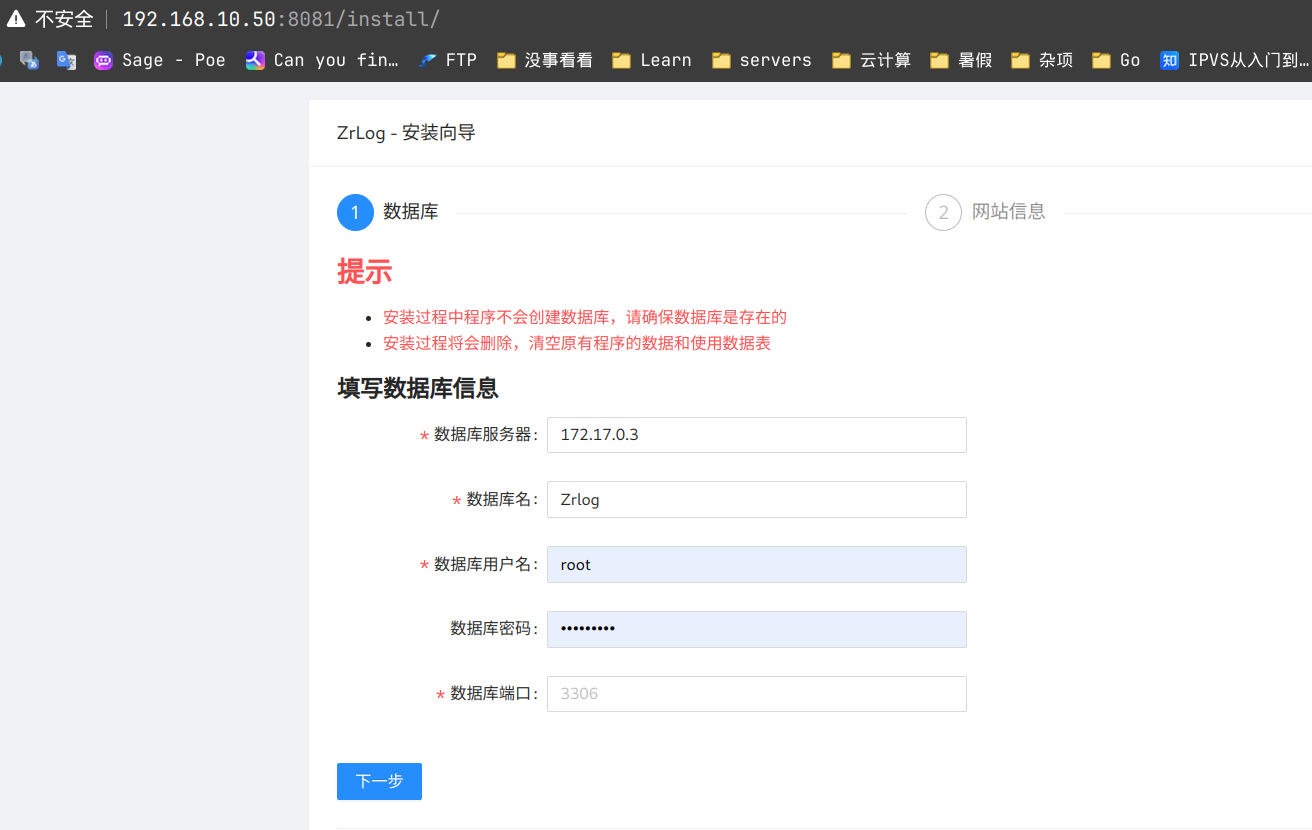 不安全 192.168.10.50:8081/install/
Sage - Poe Can you fin… FTP 没事看看 Learn servers 云计算 暑假 杂项 Go 知 IPVS从入门到…
ZrLog - 安装向导
1 数据库 2 网站信息
提示
安装过程中程序不会创建数据库，请确保数据库是存在的
安装过程将会删除，清空原有程序的数据和使用数据表
填写数据库信息
* 数据库服务器: 172.17.0.3
* 数据库名: Zrlog
* 数据库用户名: root
数据库密码: •••••••••
* 数据库端口: 3306
下一步